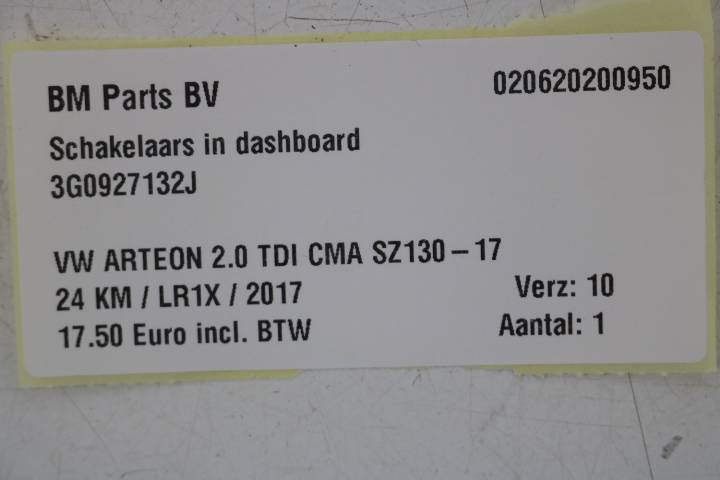 BM Parts BV 020620200950
Schakelaars in dashboard
3G0927132J
VW ARTEON 2.0 TDI CMA SZ130 – 17
24 KM / LR1X / 2017 Verz: 10
17.50 Euro incl. BTW Aantal: 1